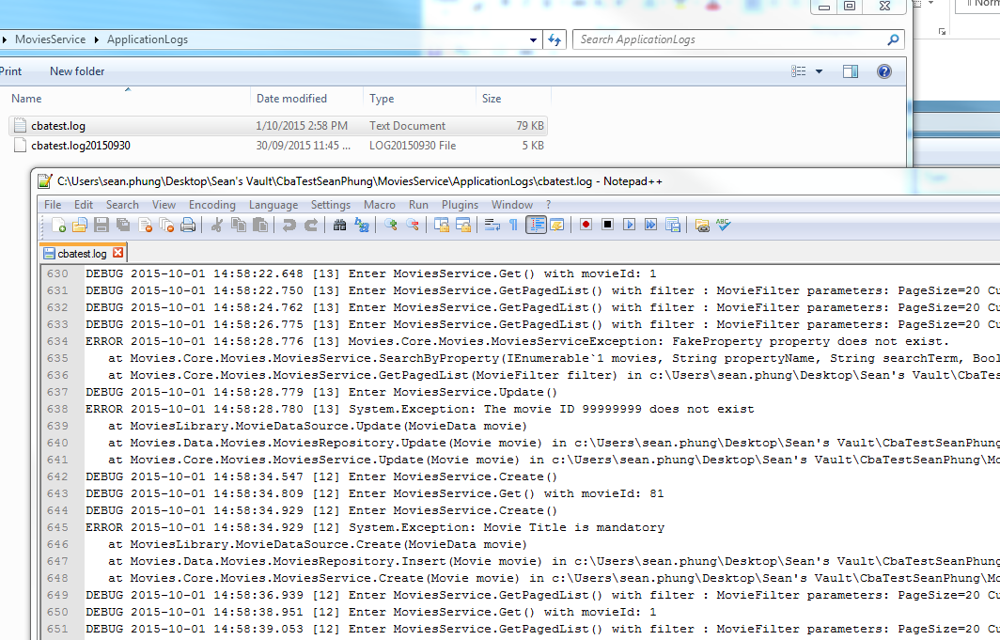 Norm
MoviesService ApplicationLogs
Search ApplicationLogs
Print New folder
Name Date modified Type Size
cbatest.log 1/10/2015 2:58 PM Text Document 79 KB
cbatest.log20150930 30/09/2015 11:45 ... LOG20150930 File 5 KB
C:\Users\sean.phung\Desktop\Sean's Vault\CbaTestSeanPhung\MoviesService\ApplicationLogs\cbatest.log - Notepad++
File Edit Search View Encoding Language Settings Macro Run Plugins Window ?
cbatest.log
630 DEBUG 2015-10-01 14:58:22.648 [13] Enter MoviesService.Get() with movieId: 1
631 DEBUG 2015-10-01 14:58:22.750 [13] Enter MoviesService.GetPagedList() with filter : MovieFilter parameters: PageSize=20 Cu
632 DEBUG 2015-10-01 14:58:24.762 [13] Enter MoviesService.GetPagedList() with filter : MovieFilter parameters: PageSize=20 Cu
633 DEBUG 2015-10-01 14:58:26.775 [13] Enter MoviesService.GetPagedList() with filter : MovieFilter parameters: PageSize=20 Cu
634 ERROR 2015-10-01 14:58:28.776 [13] Movies.Core.Movies.MoviesServiceException: FakeProperty property does not exist.
635 at Movies.Core.Movies.MoviesService.SearchByProperty(IEnumerable`1 movies, String propertyName, String searchTerm, Bool
636 at Movies.Core.Movies.MoviesService.GetPagedList(MovieFilter filter) in c:\Users\sean.phung\Desktop\Sean's Vault\CbaTes
637 DEBUG 2015-10-01 14:58:28.779 [13] Enter MoviesService.Update()
638 ERROR 2015-10-01 14:58:28.780 [13] System.Exception: The movie ID 99999999 does not exist
639 at MoviesLibrary.MovieDataSource.Update(MovieData movie)
640 at Movies.Data.Movies.MoviesRepository.Update(Movie movie) in c:\Users\sean.phung\Desktop\Sean's Vault\CbaTestSeanPhung
641 at Movies.Core.Movies.MoviesService.Update(Movie movie) in c:\Users\sean.phung\Desktop\Sean's Vault\CbaTestSeanPhung\Mo
642 DEBUG 2015-10-01 14:58:34.547 [12] Enter MoviesService.Create()
643 DEBUG 2015-10-01 14:58:34.809 [12] Enter MoviesService.Get() with movieId: 81
644 DEBUG 2015-10-01 14:58:34.929 [12] Enter MoviesService.Create()
645 ERROR 2015-10-01 14:58:34.929 [12] System.Exception: Movie Title is mandatory
646 at MoviesLibrary.MovieDataSource.Create(MovieData movie)
647 at Movies.Data.Movies.MoviesRepository.Insert(Movie movie) in c:\Users\sean.phung\Desktop\Sean's Vault\CbaTestSeanPhung
648 at Movies.Core.Movies.MoviesService.Create(Movie movie) in c:\Users\sean.phung\Desktop\Sean's Vault\CbaTestSeanPhung\Mo
649 DEBUG 2015-10-01 14:58:36.939 [12] Enter MoviesService.GetPagedList() with filter : MovieFilter parameters: PageSize=20 Cu
650 DEBUG 2015-10-01 14:58:38.951 [12] Enter MoviesService.Get() with movieId: 1
651 DEBUG 2015-10-01 14:58:39.053 [12] Enter MoviesService.GetPagedList() with filter : MovieFilter parameters: PageSize=20 Cu